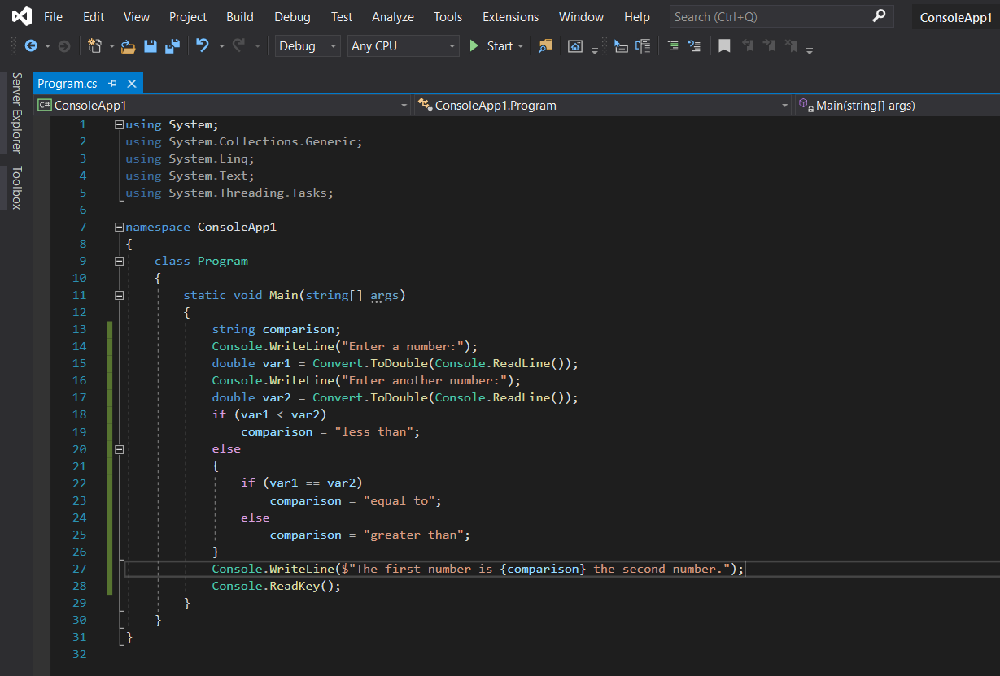 File Edit View Project Build Debug Test Analyze Tools Extensions Window Help Search (Ctrl+Q) ConsoleApp1
Debug Any CPU Start
Server Explorer
Toolbox
Program.cs
C# ConsoleApp1 ConsoleApp1.Program Main(string[] args)
1 using System;
2 using System.Collections.Generic;
3 using System.Linq;
4 using System.Text;
5 using System.Threading.Tasks;
6
7 namespace ConsoleApp1
8 {
9 class Program
10 {
11 static void Main(string[] args)
12 {
13 string comparison;
14 Console.WriteLine("Enter a number:");
15 double var1 = Convert.ToDouble(Console.ReadLine());
16 Console.WriteLine("Enter another number:");
17 double var2 = Convert.ToDouble(Console.ReadLine());
18 if (var1 < var2)
19 comparison = "less than";
20 else
21 {
22 if (var1 == var2)
23 comparison = "equal to";
24 else
25 comparison = "greater than";
26 }
27 Console.WriteLine($"The first number is {comparison} the second number.");
28 Console.ReadKey();
29 }
30 }
31 }
32